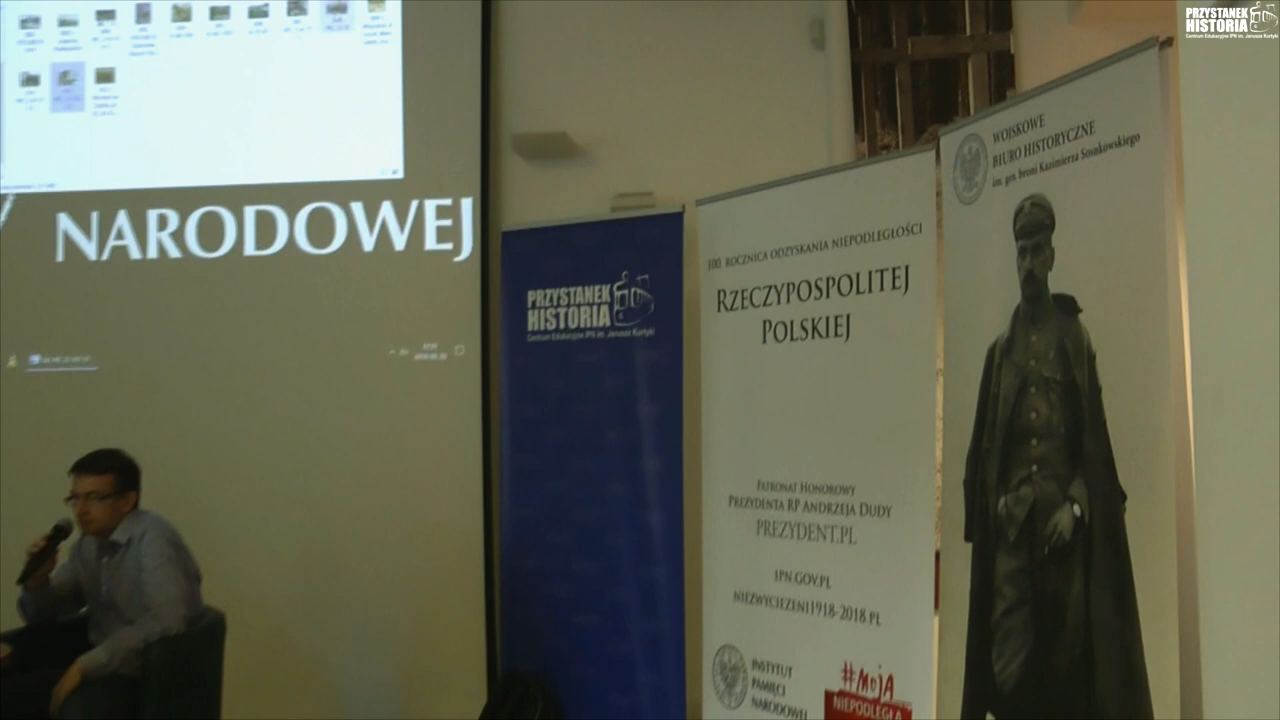 PRZYSTANEK
HISTORIA
Centrum Edukacyjne IPN im. Janusza Kurtyki
NARODOWEJ
PRZYSTANEK
HISTORIA
Centrum Edukacyjne IPN im. Janusza Kurtyki
100. ROCZNICA ODZYSKANIA NIEPODLEGŁOŚCI
RZECZYPOSPOLITEJ
POLSKIEJ
PATRONAT HONOROWY
PREZYDENTA RP ANDRZEJA DUDY
PREZYDENT.PL
IPN.GOV.PL
NIEZWYCIEZENI1918-2018.PL
INSTYTUT
PAMIĘCI
NARODOWEJ
#MOJA
NIEPODLEGŁA
WOJSKOWE
BIURO HISTORYCZNE
im. gen. broni Kazimierza Sosnkowskiego